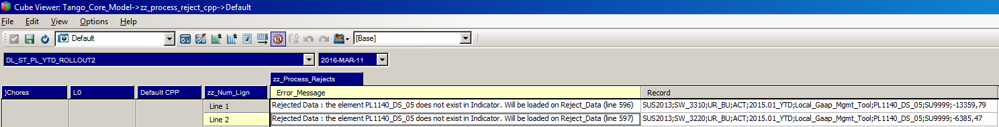 Cube Viewer: Tango_Core_Model->zz_process_reject_cpp->Default
File Edit View Options Help
Default [Base]
DL_ST_PL_YTD_ROLLOUT2 2016-MAR-11
zz_Process_Rejects
}Chores L0 Default CPP zz_Num_Lign Error_Message Record
Line 1 Rejected Data : the element PL1140_DS_05 does not exist in Indicator. Will be loaded on Reject_Data (line 596) SUS2013;SW_3310;UR_BU;ACT;2015.01_YTD;Local_Gaap_Mgmt_Tool;PL1140_DS_05;SU9999;-13359,79
Line 2 Rejected Data : the element PL1140_DS_05 does not exist in Indicator. Will be loaded on Reject_Data (line 597) SUS2013;SW_3220;UR_BU;ACT;2015.01_YTD;Local_Gaap_Mgmt_Tool;PL1140_DS_05;SU9999;-6385,47